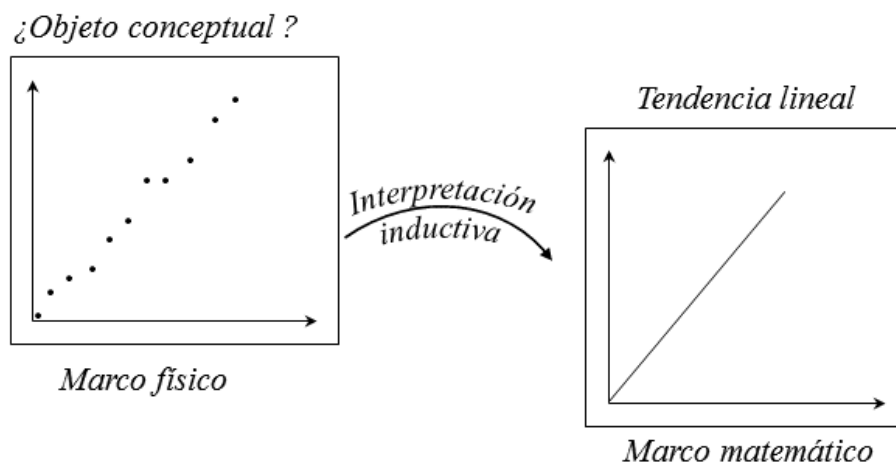 ¿Objeto conceptual ?
Tendencia lineal
Interpretación
inductiva
Marco físico
Marco matemático